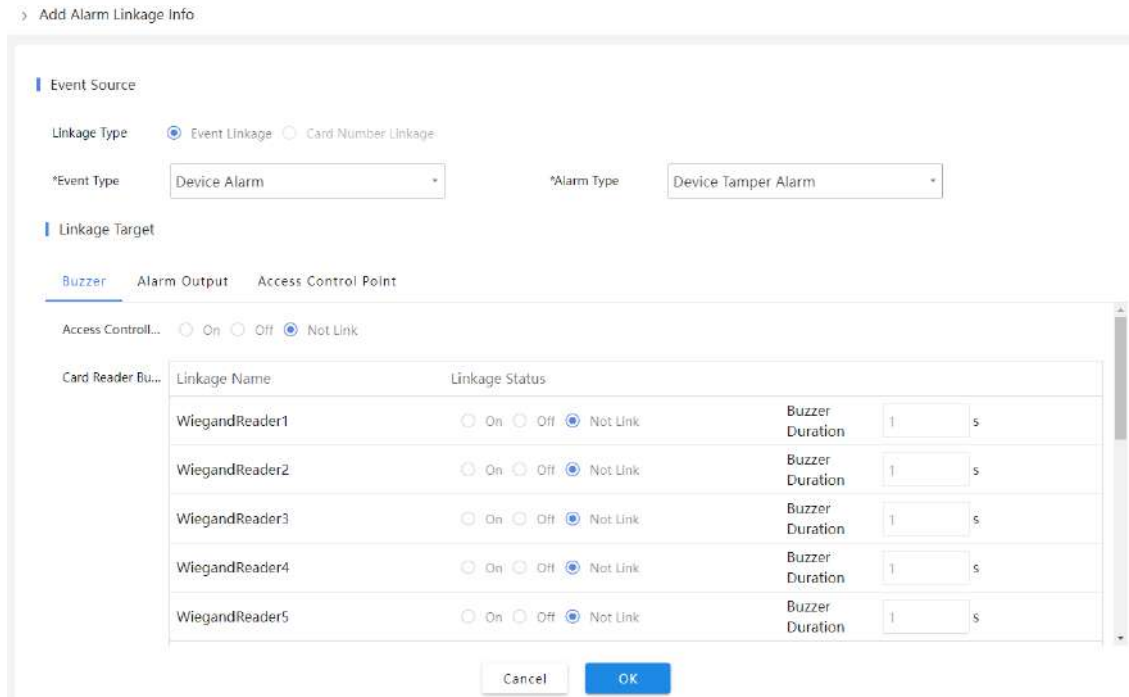 > Add Alarm Linkage Info
Event Source
Linkage Type Event Linkage Card Number Linkage
*Event Type Device Alarm *Alarm Type Device Tamper Alarm
Linkage Target
Buzzer Alarm Output Access Control Point
Access Controll... On Off Not Link
Card Reader Bu... Linkage Name Linkage Status
WiegandReader1 On Off Not Link Buzzer Duration 1 s
WiegandReader2 On Off Not Link Buzzer Duration 1 s
WiegandReader3 On Off Not Link Buzzer Duration 1 s
WiegandReader4 On Off Not Link Buzzer Duration 1 s
WiegandReader5 On Off Not Link Buzzer Duration 1 s
Cancel OK